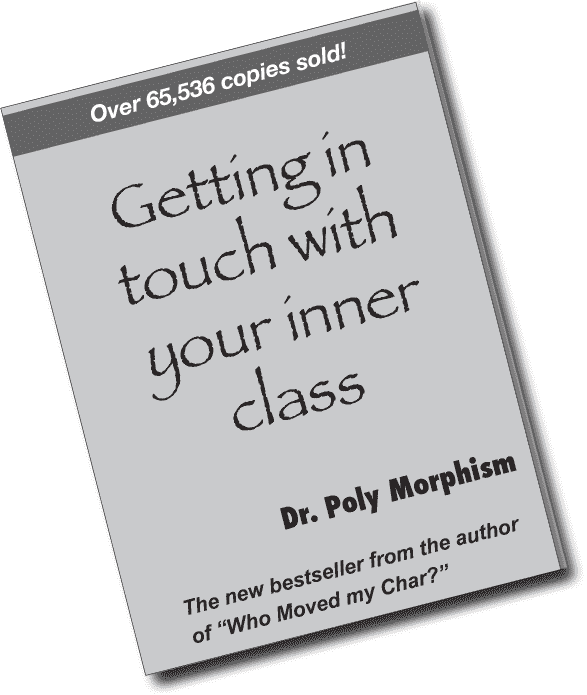 Over 65,536 copies sold!
Getting in
touch with
your inner
class
Dr. Poly Morphism
The new bestseller from the author
of “Who Moved my Char?”